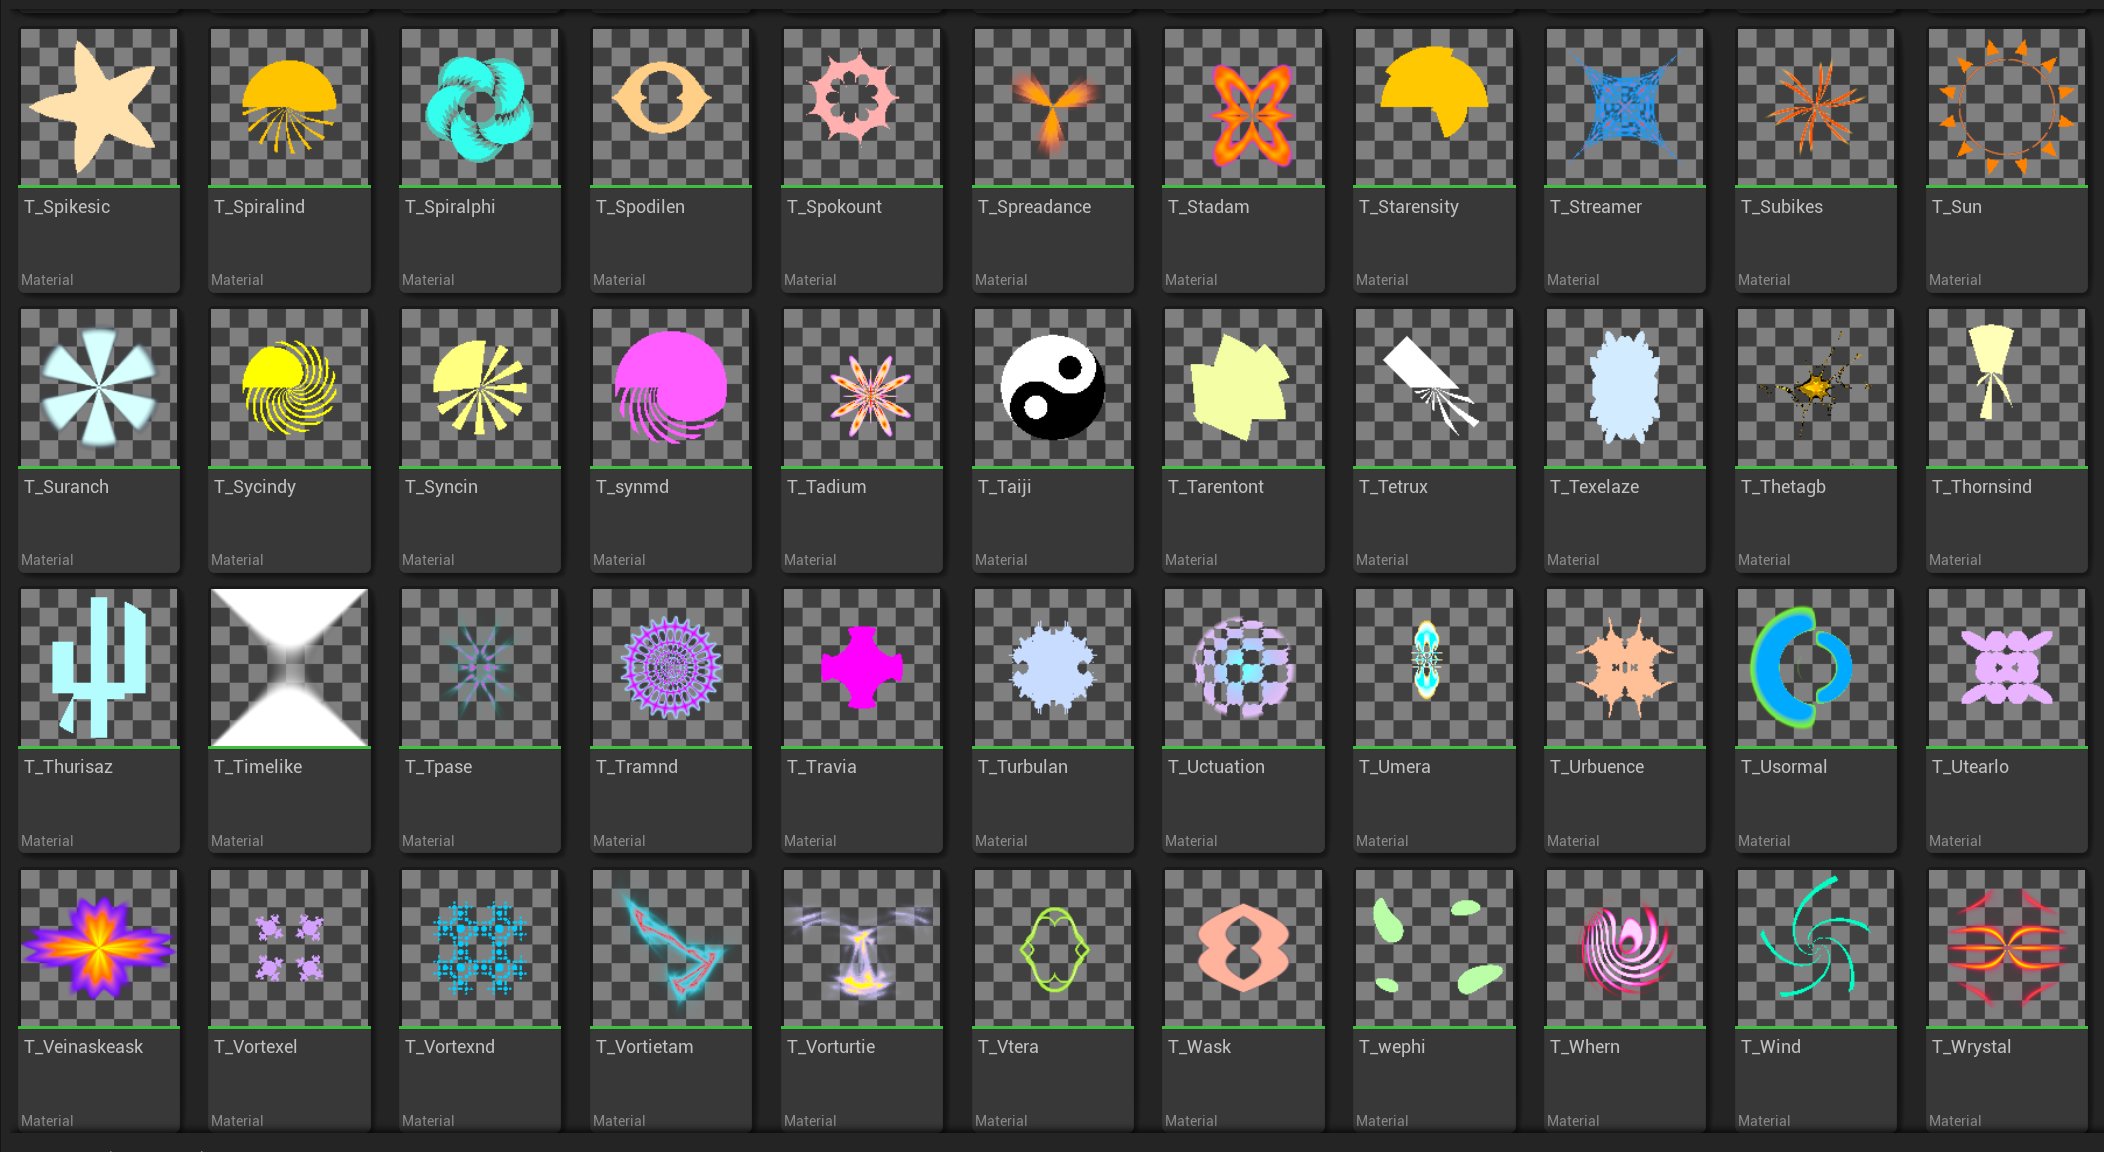 T_Spikesic T_Spiralind T_Spiralphi T_Spodilen T_Spokount T_Spreadance T_Stadam T_Starensity T_Streamer T_Subikes T_Sun
Material Material Material Material Material Material Material Material Material Material Material
T_Suranch T_Sycindy T_Syncin T_synmd T_Tadium T_Taiji T_Tarentont T_Tetrux T_Texelaze T_Thetagb T_Thornsind
Material Material Material Material Material Material Material Material Material Material Material
T_Thurisaz T_Timelike T_Tpase T_Tramnd T_Travia T_Turbulan T_Uctuation T_Umera T_Urbuence T_Usormal T_Utearlo
Material Material Material Material Material Material Material Material Material Material Material
T_Veinaskeask T_Vortexel T_Vortexnd T_Vortietam T_Vorturtie T_Vtera T_Wask T_wephi T_Whern T_Wind T_Wrystal
Material Material Material Material Material Material Material Material Material Material Material